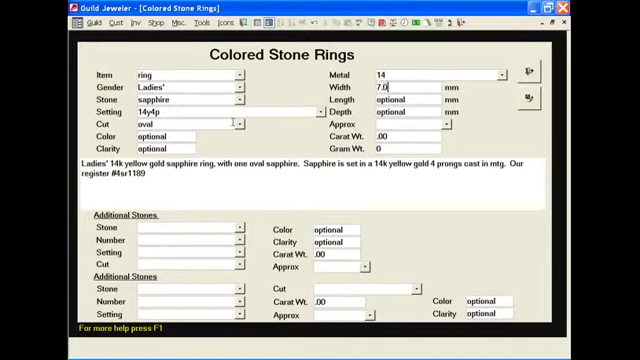 Guild Jeweler - [Colored Stone Rings]
Guild Cust Inv Shop Misc. Tools Icons
Colored Stone Rings
Item ring Metal 14
Gender Ladies' Width 7.0 mm
Stone sapphire Length optional mm
Setting 14y4p Depth optional mm
Cut oval Approx
Color optional Carat Wt. .00
Clarity optional Gram Wt. 0
Ladies' 14k yellow gold sapphire ring, with one oval sapphire. Sapphire is set in a 14k yellow gold 4 prongs cast in mtg. Our
register #4sr1189
Additional Stones
Stone Color optional
Number Clarity optional
Setting Carat Wt. .00
Cut Approx
Additional Stones
Stone Cut
Number Carat Wt. .00 Color optional
Setting Approx Clarity optional
For more help press F1